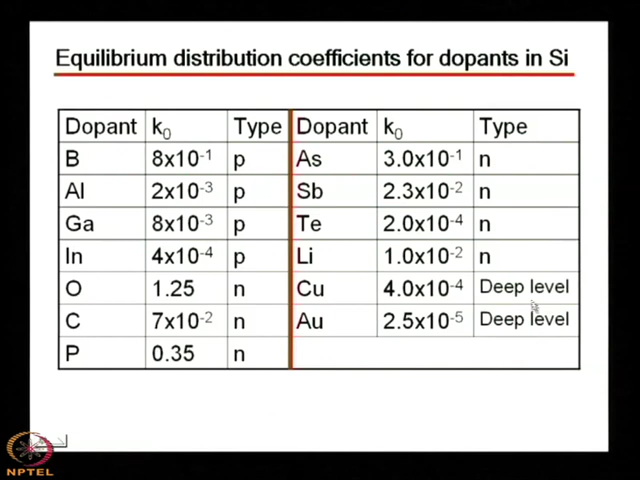 Equilibrium distribution coefficients for dopants in Si
Dopant k₀ Type Dopant k₀ Type
B 8x10⁻¹ p As 3.0x10⁻¹ n
Al 2x10⁻³ p Sb 2.3x10⁻² n
Ga 8x10⁻³ p Te 2.0x10⁻⁴ n
In 4x10⁻⁴ p Li 1.0x10⁻² n
O 1.25 n Cu 4.0x10⁻⁴ Deep level
C 7x10⁻² n Au 2.5x10⁻⁵ Deep level
P 0.35 n
NPTEL